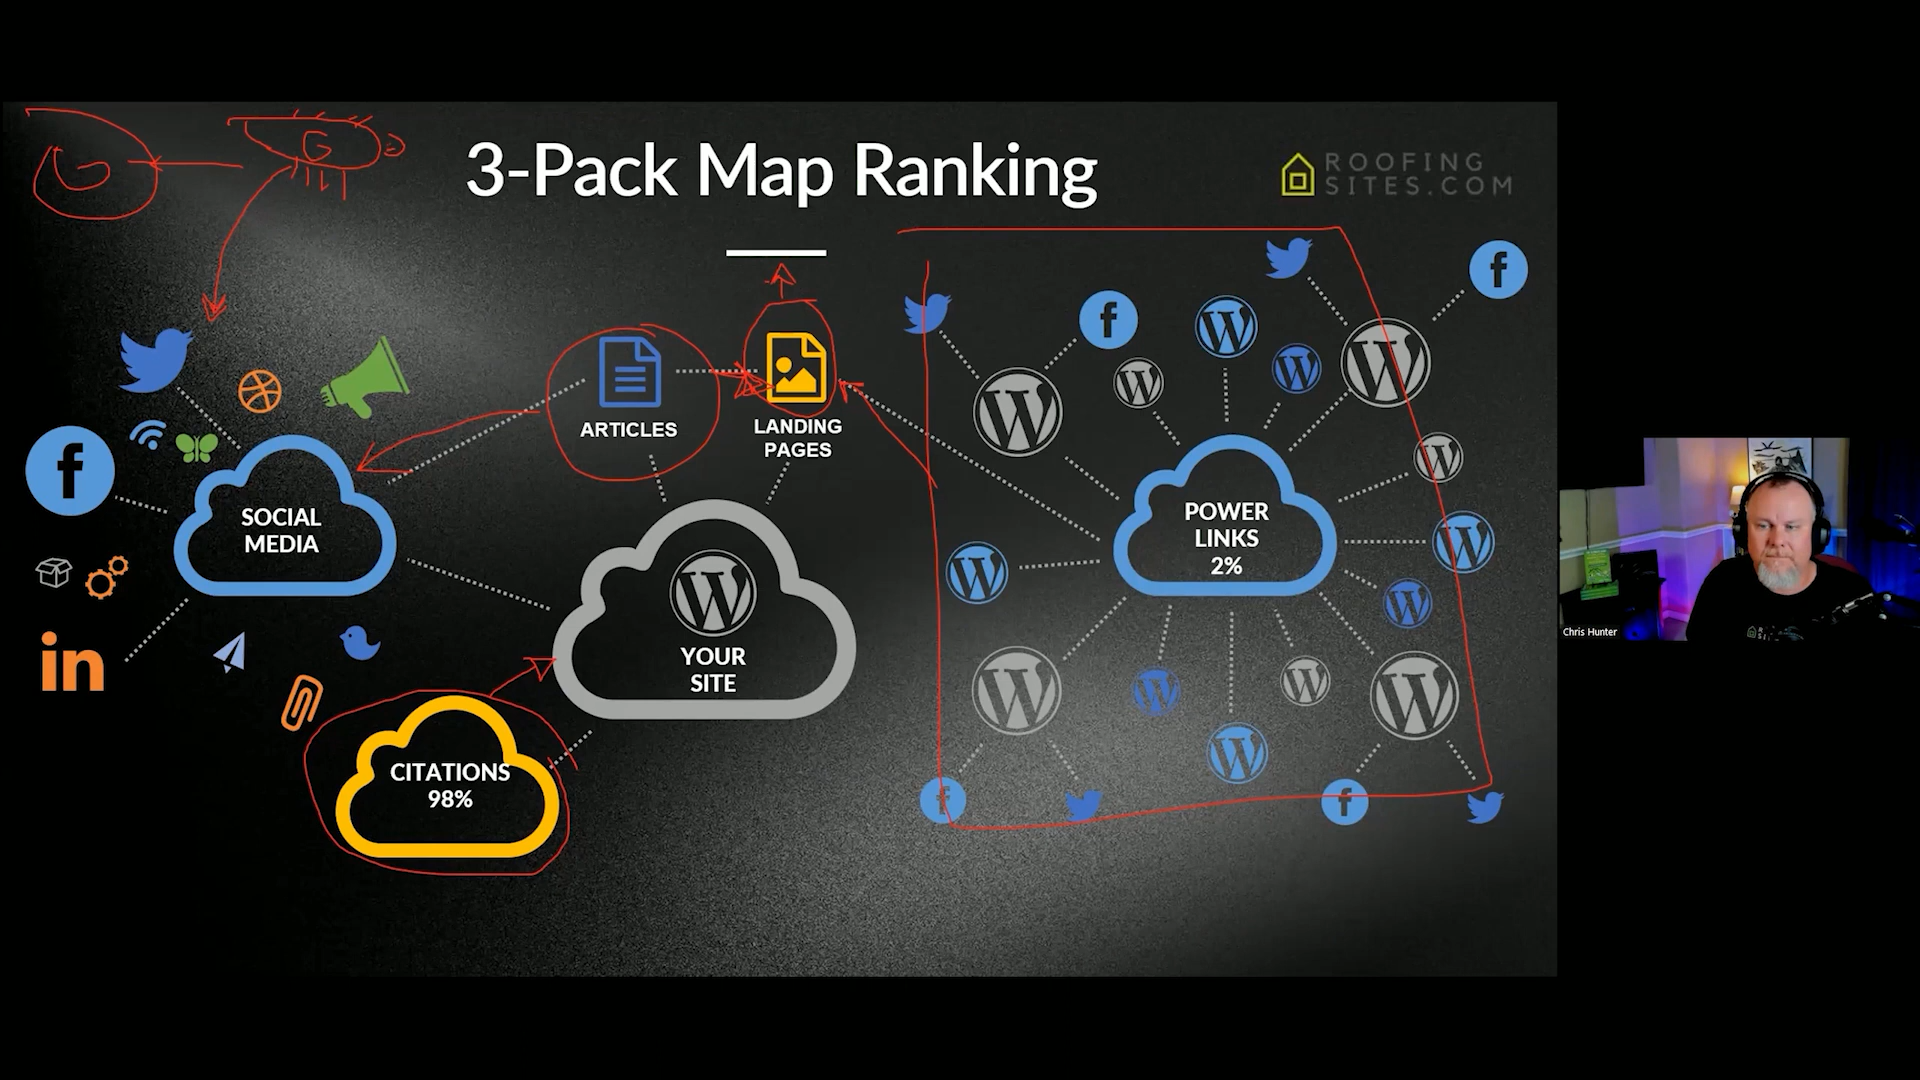 3-Pack Map Ranking
ROOFING
SITES.COM
G
ARTICLES
LANDING
PAGES
SOCIAL
MEDIA
POWER
LINKS
2%
YOUR
SITE
CITATIONS
98%
Chris Hunter